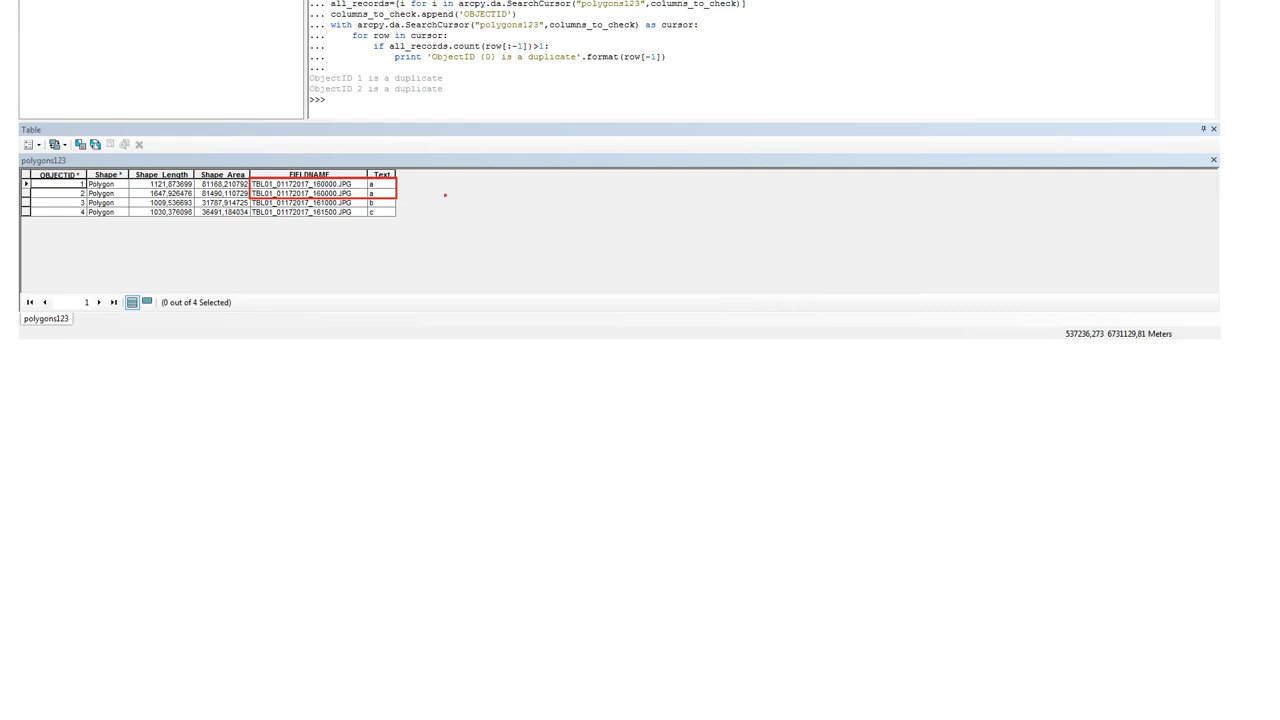 ... all_records=[i for i in arcpy.da.SearchCursor("polygons123",columns_to_check)]
... columns_to_check.append('OBJECTID')
... with arcpy.da.SearchCursor("polygons123",columns_to_check) as cursor:
...     for row in cursor:
...         if all_records.count(row[:-1])>1:
...             print 'ObjectID {0} is a duplicate'.format(row[-1])
...
ObjectID 1 is a duplicate
ObjectID 2 is a duplicate
>>>
Table
polygons123
OBJECTID * Shape * Shape_Length Shape_Area FIELDNAME Text
1 Polygon 1121,873699 81168,210792 TBL01_01172017_160000.JPG a
2 Polygon 1647,926476 81490,110729 TBL01_01172017_160000.JPG a
3 Polygon 1009,536693 31787,914725 TBL01_01172017_161000.JPG b
4 Polygon 1030,376098 36491,184034 TBL01_01172017_161500.JPG c
1 (0 out of 4 Selected)
polygons123
537236,273 6731129,81 Meters